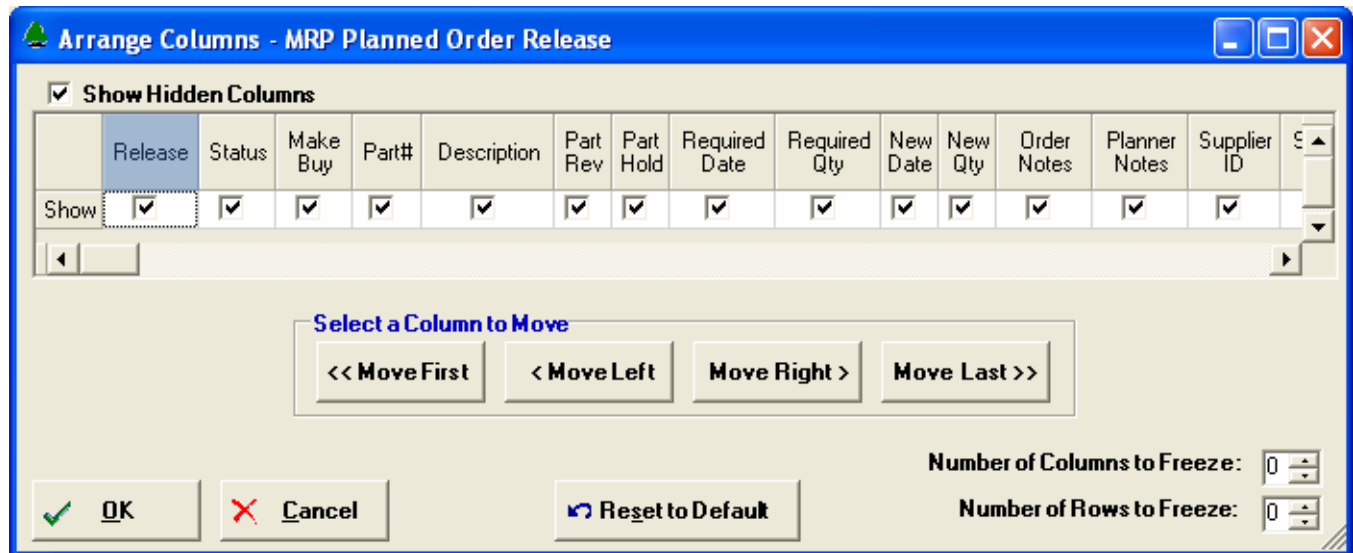 Arrange Columns - MRP Planned Order Release
Show Hidden Columns
Release Status Make Buy Part# Description Part Rev Part Hold Required Date Required Qty New Date New Qty Order Notes Planner Notes Supplier ID
Show
Select a Column to Move
<< Move First < Move Left Move Right > Move Last >>
Number of Columns to Freeze: 0
OK Cancel Reset to Default Number of Rows to Freeze: 0